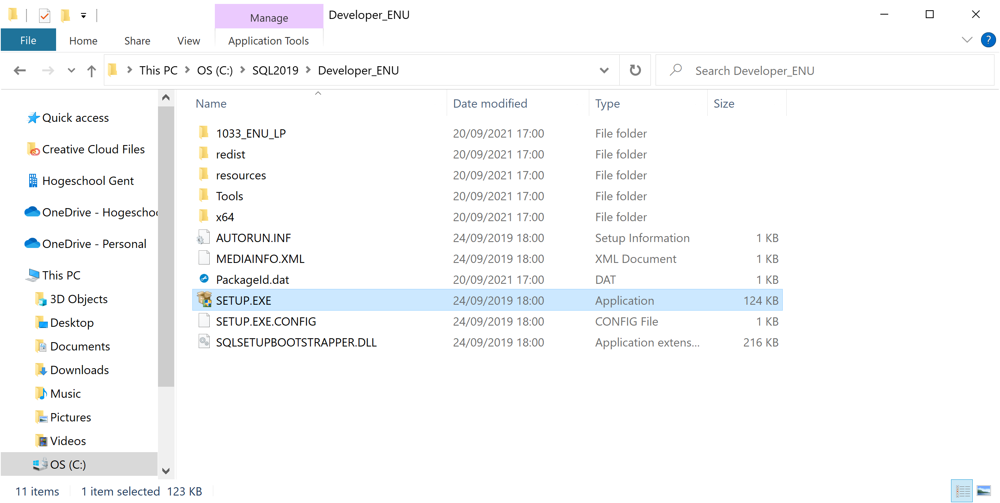 Manage
Developer_ENU
File
Home
Share
View
Application Tools
?
This PC
OS (C:)
SQL2019
Developer_ENU
Search Developer_ENU
Name
Date modified
Type
Size
Quick access
Creative Cloud Files
Hogeschool Gent
OneDrive - Hogeschoo
OneDrive - Personal
This PC
3D Objects
Desktop
Documents
Downloads
Music
Pictures
Videos
OS (C:)
1033_ENU_LP 20/09/2021 17:00 File folder
redist 20/09/2021 17:00 File folder
resources 20/09/2021 17:00 File folder
Tools 20/09/2021 17:00 File folder
x64 20/09/2021 17:00 File folder
AUTORUN.INF 24/09/2019 18:00 Setup Information 1 KB
MEDIAINFO.XML 24/09/2019 18:00 XML Document 1 KB
PackageId.dat 20/09/2021 17:00 DAT 1 KB
SETUP.EXE 24/09/2019 18:00 Application 124 KB
SETUP.EXE.CONFIG 24/09/2019 18:00 CONFIG File 1 KB
SQLSETUPBOOTSTRAPPER.DLL 24/09/2019 18:00 Application extens... 216 KB
11 items
1 item selected 123 KB